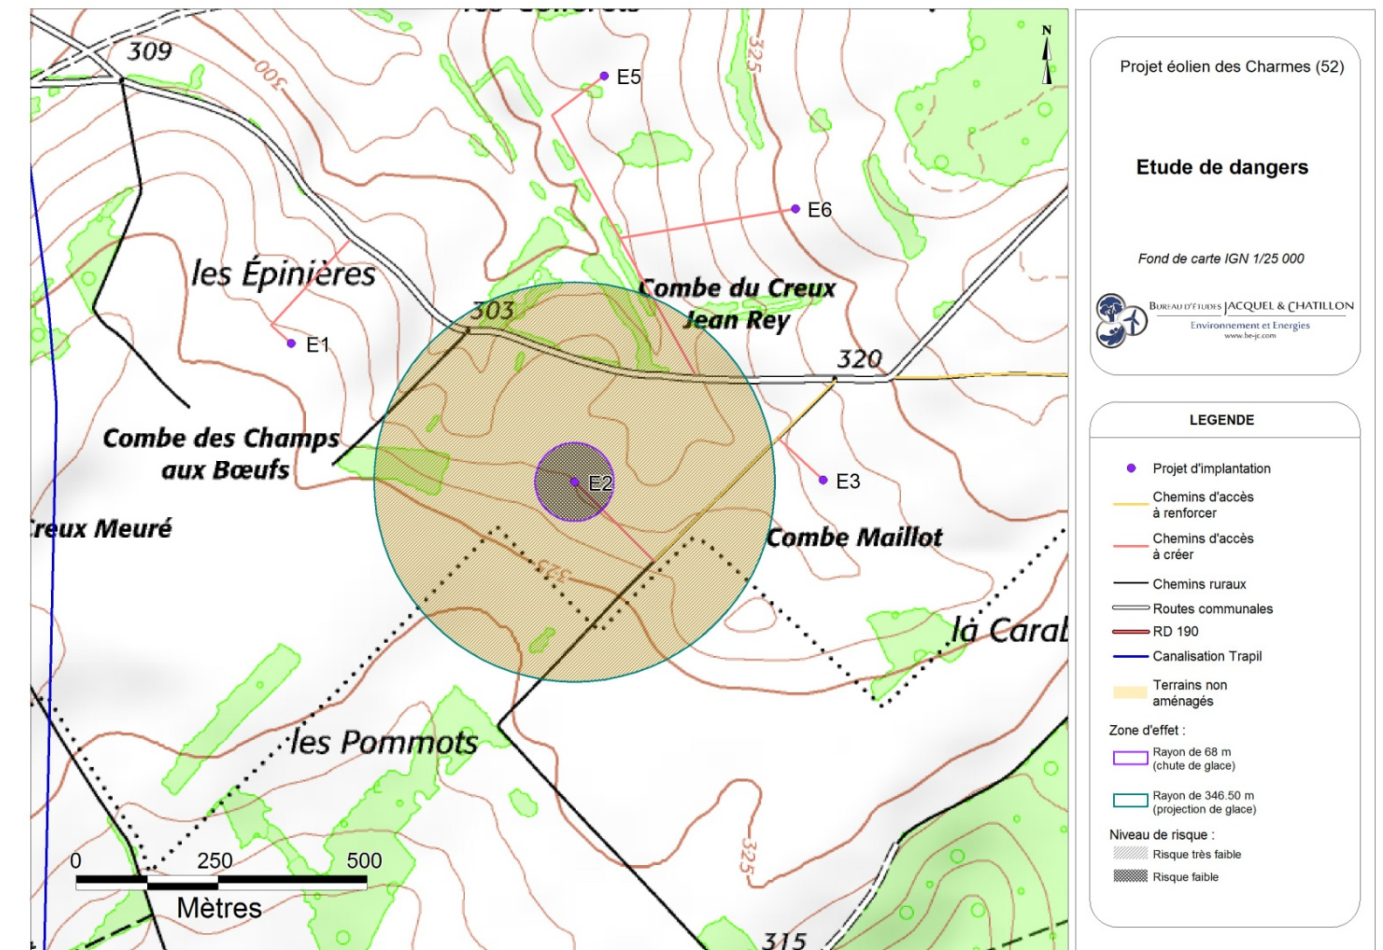 309
300
325
E5
E6
les Épinières
303
Combe du Creux
Jean Rey
E1
320
Combe des Champs
aux Bœufs
E2
E3
Creux Meuré
Combe Maillot
325
la Carab
les Pommots
325
0 250 500
Mètres
315
N
Projet éolien des Charmes (52)
Etude de dangers
Fond de carte IGN 1/25 000
BUREAU D'ÉTUDES JACQUEL & CHATILLON
Environnement et Energies
www.be-jc.com
LEGENDE
Projet d'implantation
Chemins d'accès
à renforcer
Chemins d'accès
à créer
Chemins ruraux
Routes communales
RD 190
Canalisation Trapil
Terrains non
aménagés
Zone d'effet :
Rayon de 68 m
(chute de glace)
Rayon de 346.50 m
(projection de glace)
Niveau de risque :
Risque très faible
Risque faible